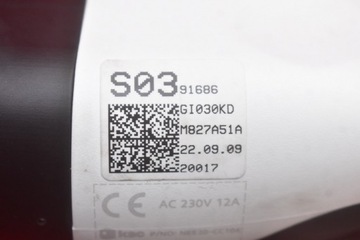 S03 91686
GI030KD
M827A51A
22.09.09
20017
CE AC 230V 12A